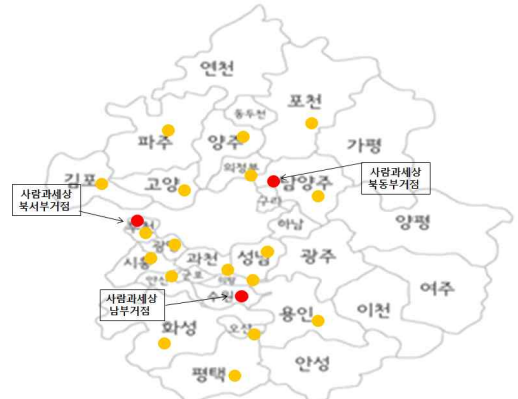 연천
포천
동두천
파주
양주
가평
의정부
사람과세상
북동부거점
김포
고양
남양주
구리
사람과세상
북서부거점
양평
하남
부천
광명
시흥
과천
성남
광주
안산
군포
여주
사람과세상
남부거점
수원
용인
이천
화성
오산
안성
평택